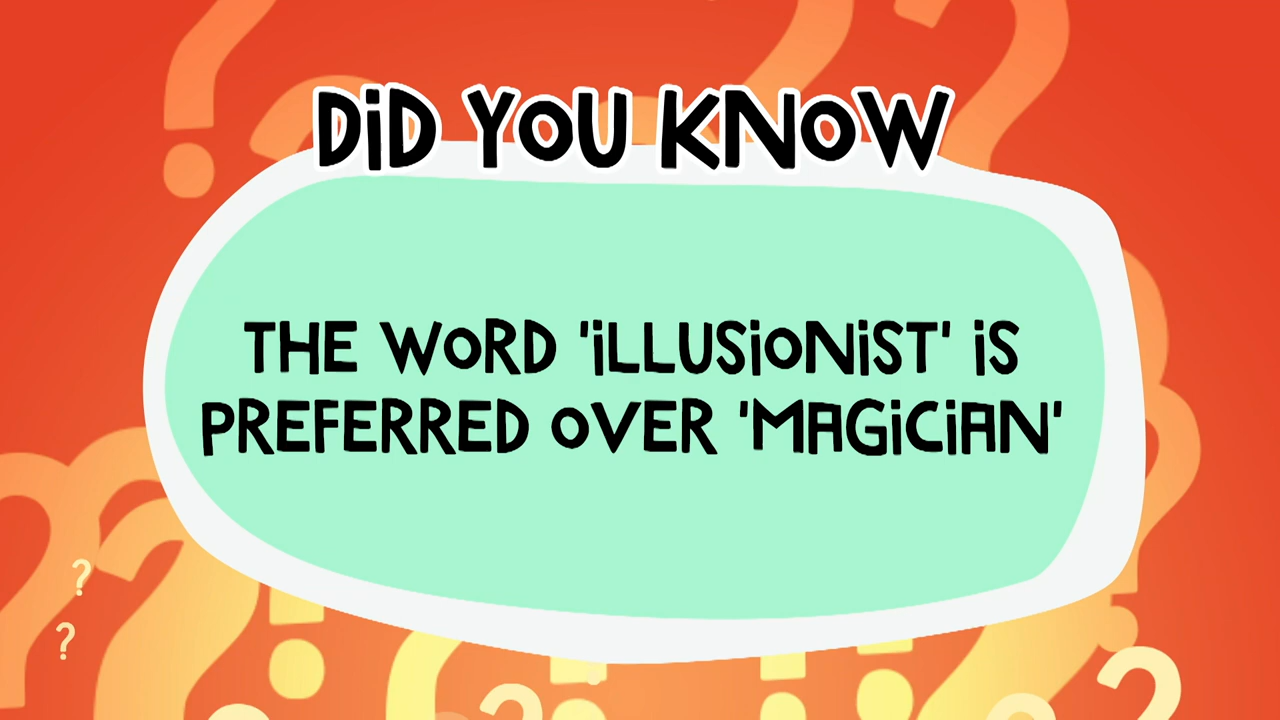 DiD YOU KNOW
THE WORD 'iLLUSiONiST' iS
PREFERRED OVER 'MAGiCiAN'